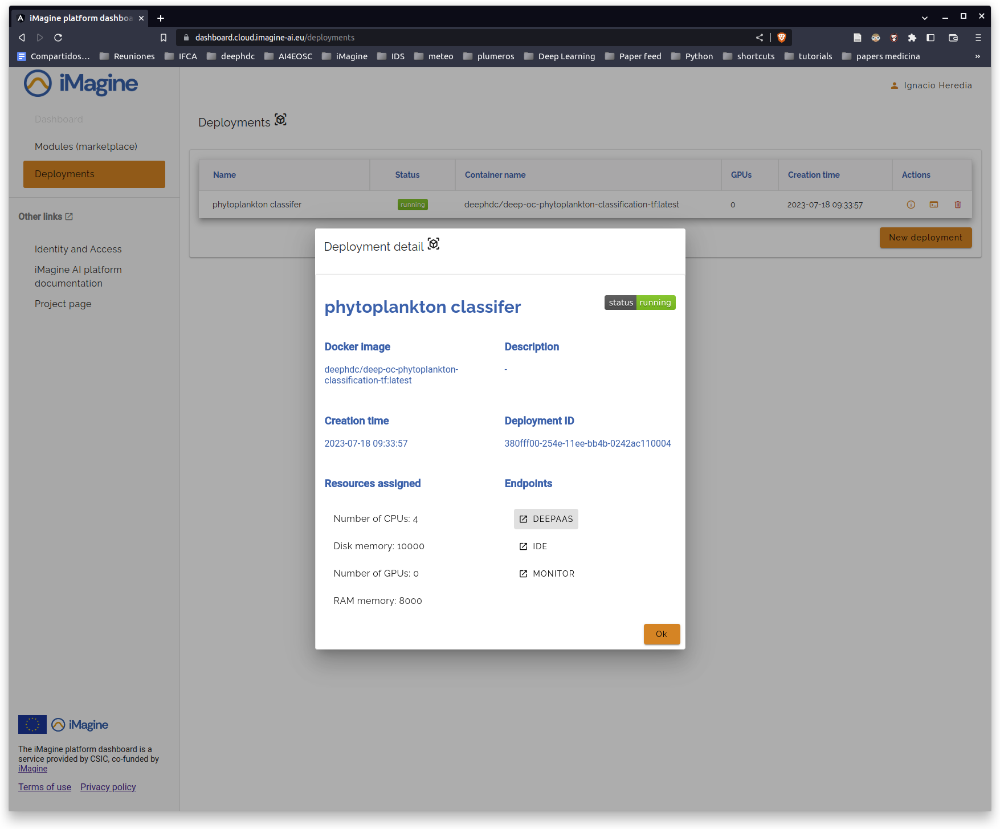 iMagine platform dashboa
dashboard.cloud.imagine-ai.eu/deployments
Compartidos... Reuniones IFCA deephdc AI4EOSC iMagine IDS meteo plumeros Deep Learning Paper feed Python shortcuts tutorials papers medicina »
iMagine
Ignacio Heredia
Dashboard
Modules (marketplace)
Deployments
Other links
Identity and Access
iMagine AI platform
documentation
Project page
Deployments
Name Status Container name GPUs Creation time Actions
phytoplankton classifer running deephdc/deep-oc-phytoplankton-classification-tf:latest 0 2023-07-18 09:33:57
New deployment
Deployment detail
phytoplankton classifer
status running
Docker image
deephdc/deep-oc-phytoplankton-
classification-tf:latest
Description
-
Creation time
2023-07-18 09:33:57
Deployment ID
380fff00-254e-11ee-bb4b-0242ac110004
Resources assigned
Number of CPUs: 4
Disk memory: 10000
Number of GPUs: 0
RAM memory: 8000
Endpoints
DEEPAAS
IDE
MONITOR
Ok
iMagine
The iMagine platform dashboard is a
service provided by CSIC, co-funded by
iMagine
Terms of use Privacy policy